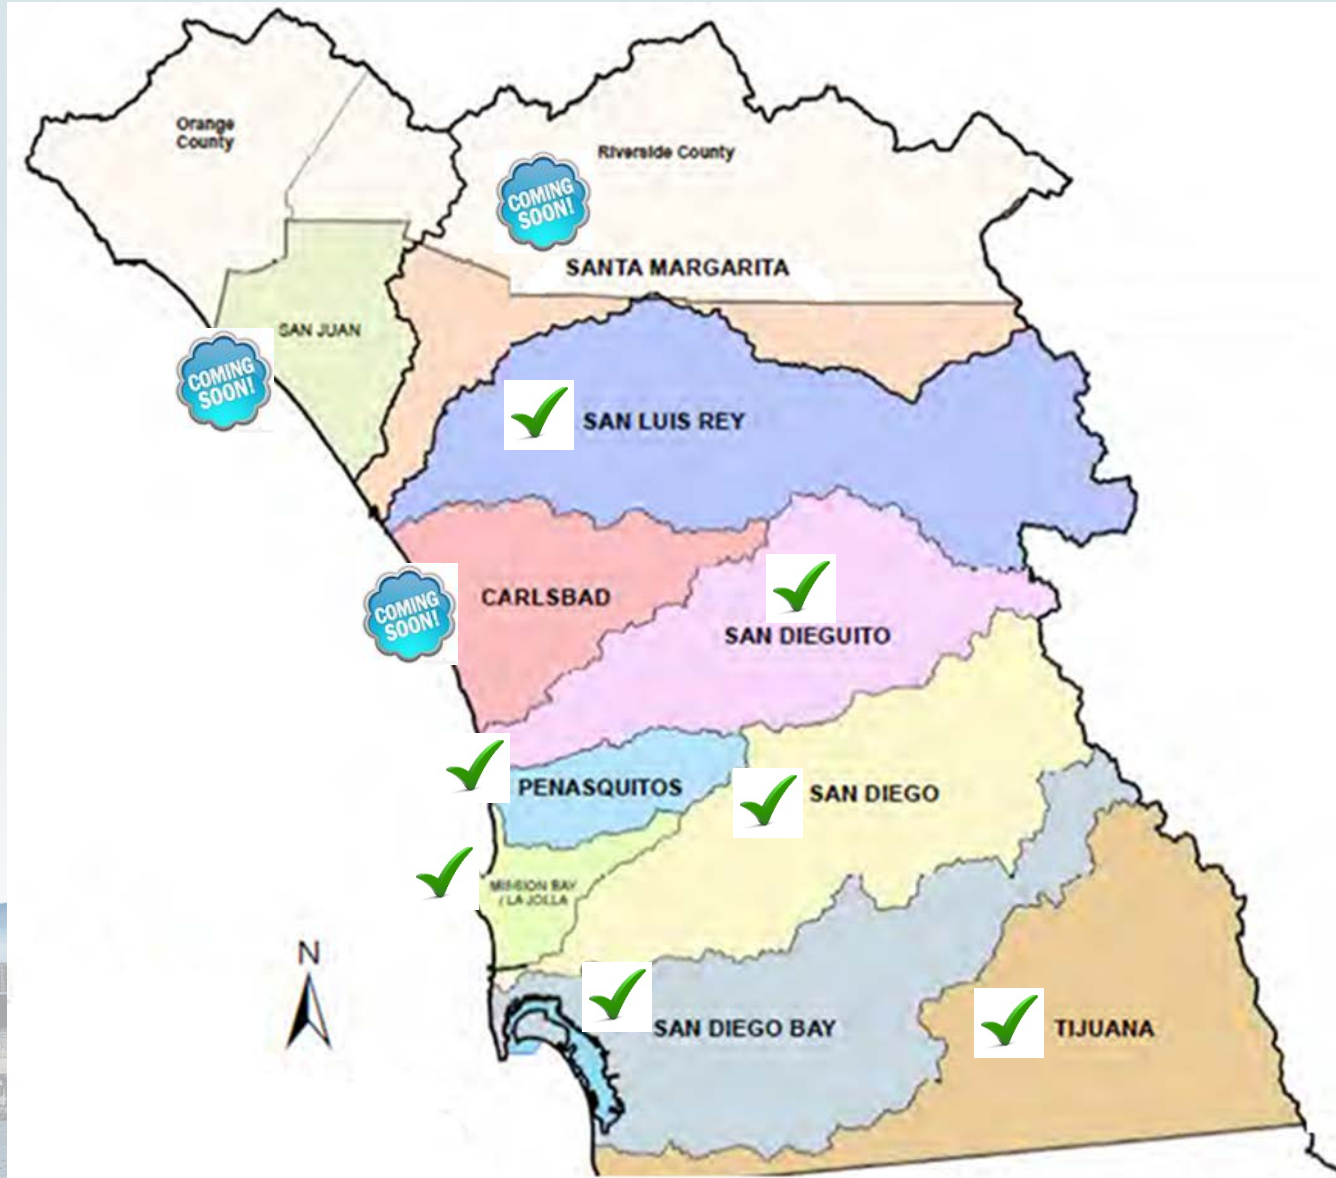 Orange
County
Riverside County
COMING
SOON!
SANTA MARGARITA
SAN JUAN
COMING
SOON!
SAN LUIS REY
CARLSBAD
COMING
SOON!
SAN DIEGUITO
PENASQUITOS
SAN DIEGO
MISSION BAY
/ LA JOLLA
N
SAN DIEGO BAY
TIJUANA